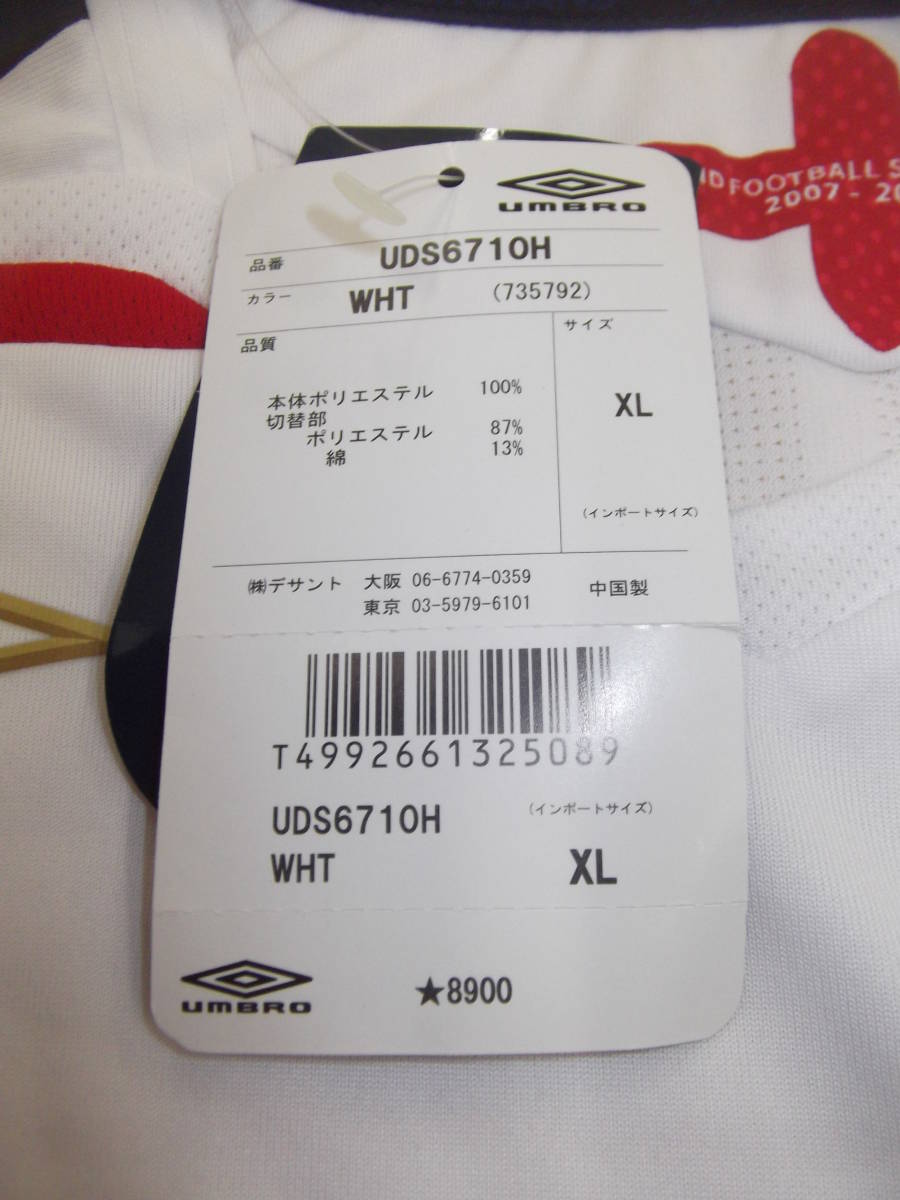 UMBRO
FOOTBALL
2007 -
品番 UDS6710H
カラー WHT (735792)
品質
サイズ
本体ポリエステル 100%
切替部
ポリエステル 87%
綿 13%
XL
(インポートサイズ)
㈱デサント 大阪 06-6774-0359
東京 03-5979-6101
中国製
T4992661325089
UDS6710H
(インポートサイズ)
WHT
XL
UMBRO
★8900